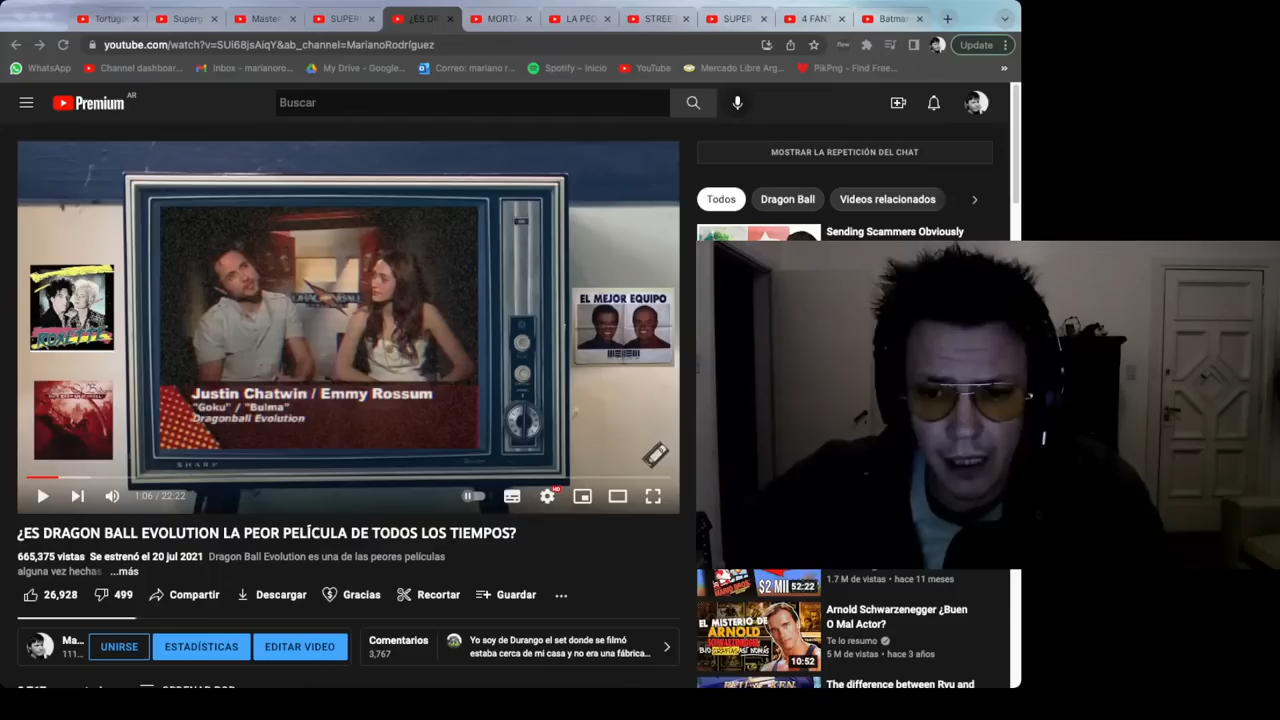 Tortuga
Superg
Master
SUPER
¿ES DR
MORTA
LA PEO
STREE
SUPER
4 FANT
Batma
youtube.com/watch?v=SUi68jsAiqY&ab_channel=MarianoRodríguez
Update
WhatsApp
Channel dashboar...
Inbox - marianoro...
My Drive - Google...
Correo: mariano r...
Spotify – Inicio
YouTube
Mercado Libre Arg...
PikPng - Find Free...
»
Premium AR
Buscar
MOSTRAR LA REPETICIÓN DEL CHAT
Todos
Dragon Ball
Videos relacionados
Sending Scammers Obviously
ROXETTE
EL MEJOR EQUIPO
Justin Chatwin / Emmy Rossum
"Goku" / "Bulma"
Dragonball Evolution
SHARP
1:06 / 22:22
HD
¿ES DRAGON BALL EVOLUTION LA PEOR PELÍCULA DE TODOS LOS TIEMPOS?
665,375 vistas Se estrenó el 20 jul 2021 Dragon Ball Evolution es una de las peores películas
alguna vez hechas ...más
26,928
499
Compartir
Descargar
Gracias
Recortar
Guardar
Ma...
111...
UNIRSE
ESTADÍSTICAS
EDITAR VIDEO
Comentarios
3,767
Yo soy de Durango el set donde se filmó
estaba cerca de mi casa y no era una fábrica...
$2 MIL
52:22
1.7 M de vistas • hace 11 meses
EL MISTERIO DE
ARNOLD
10:52
Arnold Schwarzenegger ¿Buen
O Mal Actor?
Te lo resumo
5 M de vistas • hace 3 años
The difference between Ryu and